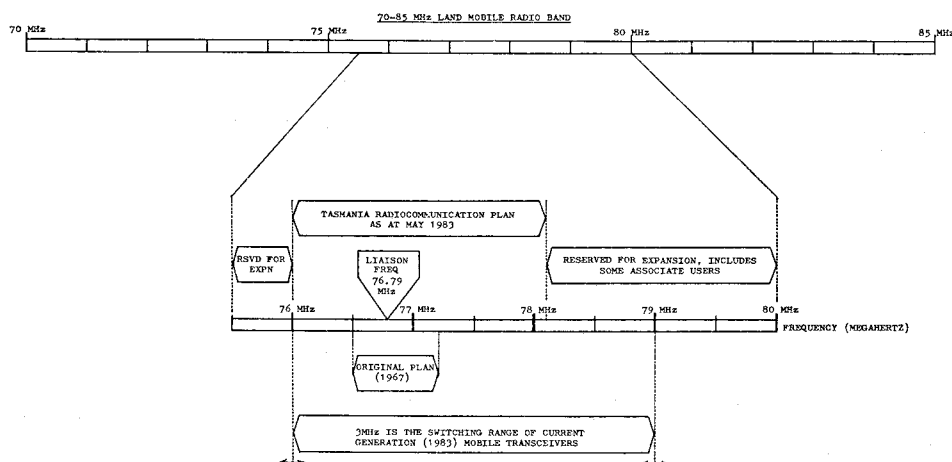 70-85 MHz LAND MOBILE RADIO BAND
70 MHz
75 MHz
80 MHz
85 MHz
TASMANIA RADIOCOMMUNICATION PLAN
AS AT MAY 1983
RSVD FOR
EXPN
LIAISON
FREQ
76.79
MHz
RESERVED FOR EXPANSION, INCLUDES
SOME ASSOCIATE USERS
76 MHz
77 MHz
78 MHz
79 MHz
80 MHz
FREQUENCY (MEGAHERTZ)
ORIGINAL PLAN
(1967)
3MHz IS THE SWITCHING RANGE OF CURRENT
GENERATION (1983) MOBILE TRANSCEIVERS